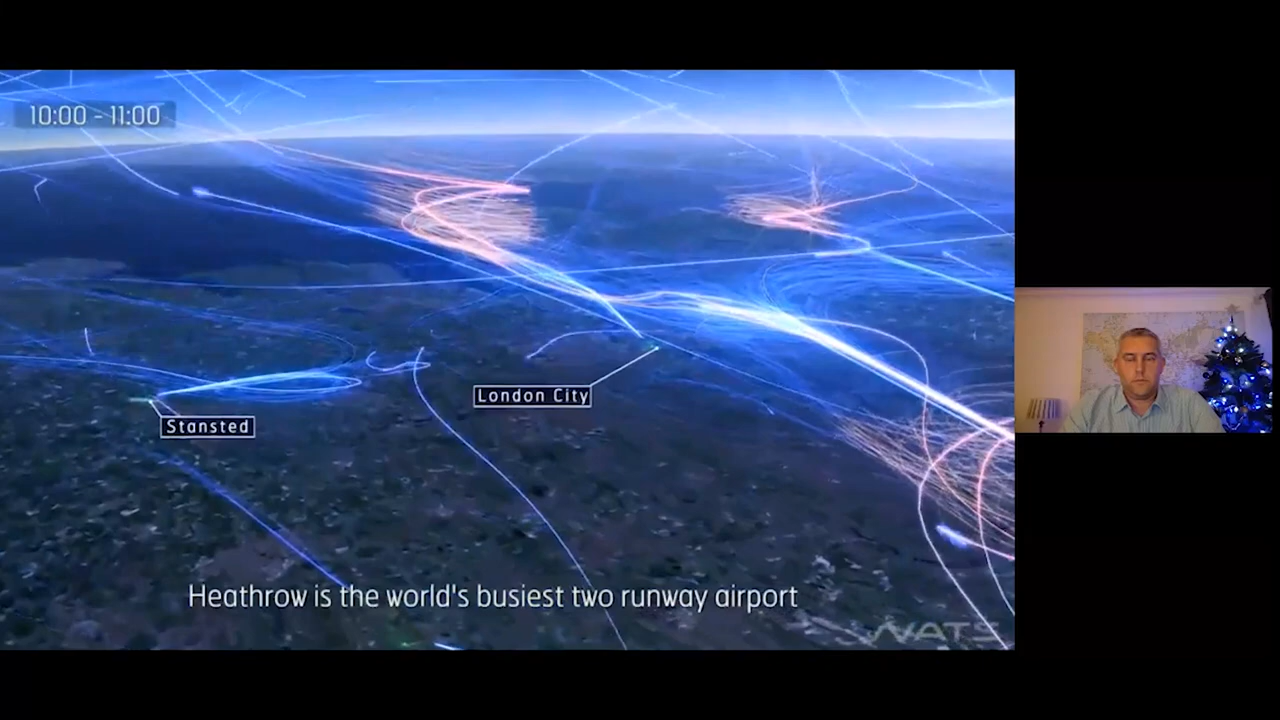 10:00 - 11:00
London City
Stansted
Heathrow is the world's busiest two runway airport
NATS